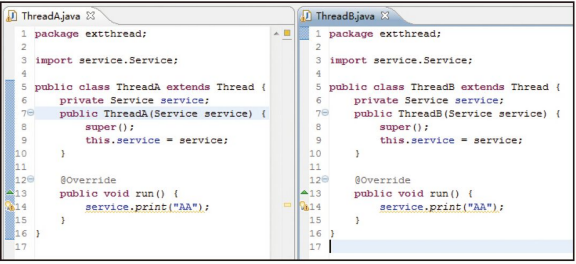 ThreadA.java
1 package extthread;
2
3 import service.Service;
4
5 public class ThreadA extends Thread {
6     private Service service;
7     public ThreadA(Service service) {
8         super();
9         this.service = service;
10     }
11
12     @Override
13     public void run() {
14         service.print("AA");
15     }
16 }
17
ThreadB.java
1 package extthread;
2
3 import service.Service;
4
5 public class ThreadB extends Thread {
6     private Service service;
7     public ThreadB(Service service) {
8         super();
9         this.service = service;
10     }
11
12     @Override
13     public void run() {
14         service.print("AA");
15     }
16 }
17